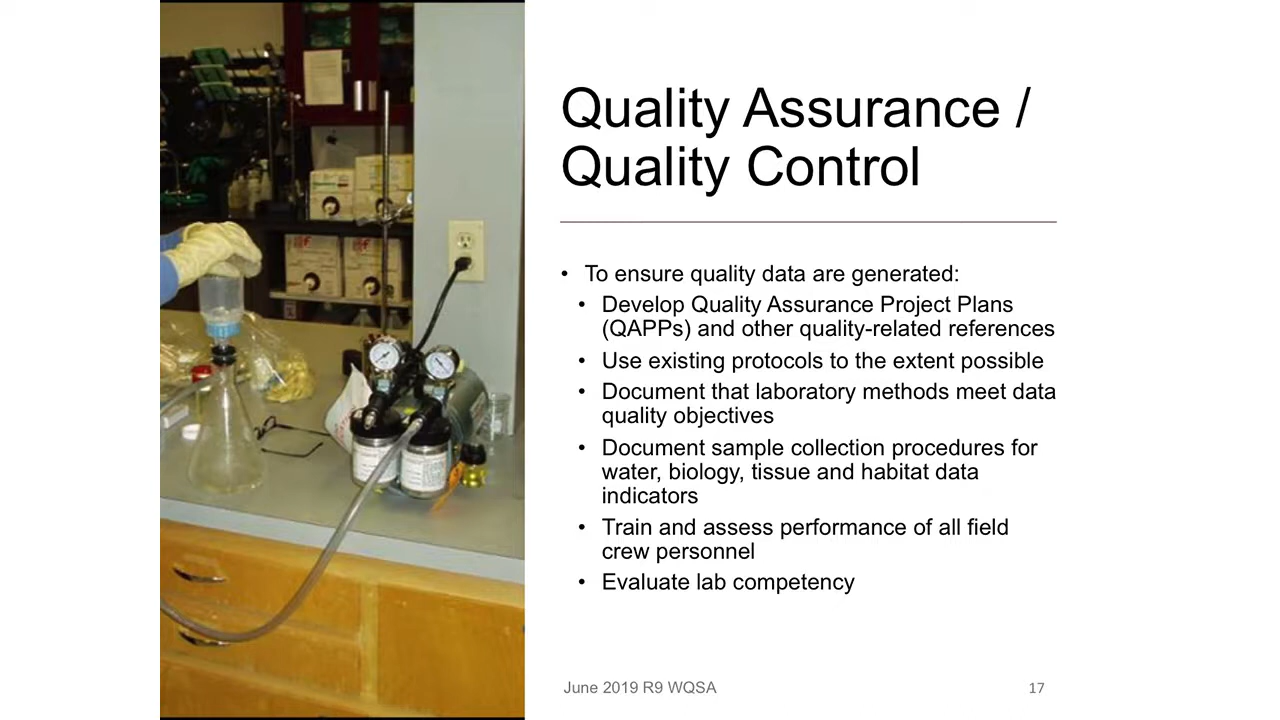 Quality Assurance /
Quality Control
• To ensure quality data are generated:
• Develop Quality Assurance Project Plans
(QAPPs) and other quality-related references
• Use existing protocols to the extent possible
• Document that laboratory methods meet data
quality objectives
• Document sample collection procedures for
water, biology, tissue and habitat data
indicators
• Train and assess performance of all field
crew personnel
• Evaluate lab competency
June 2019 R9 WQSA
17